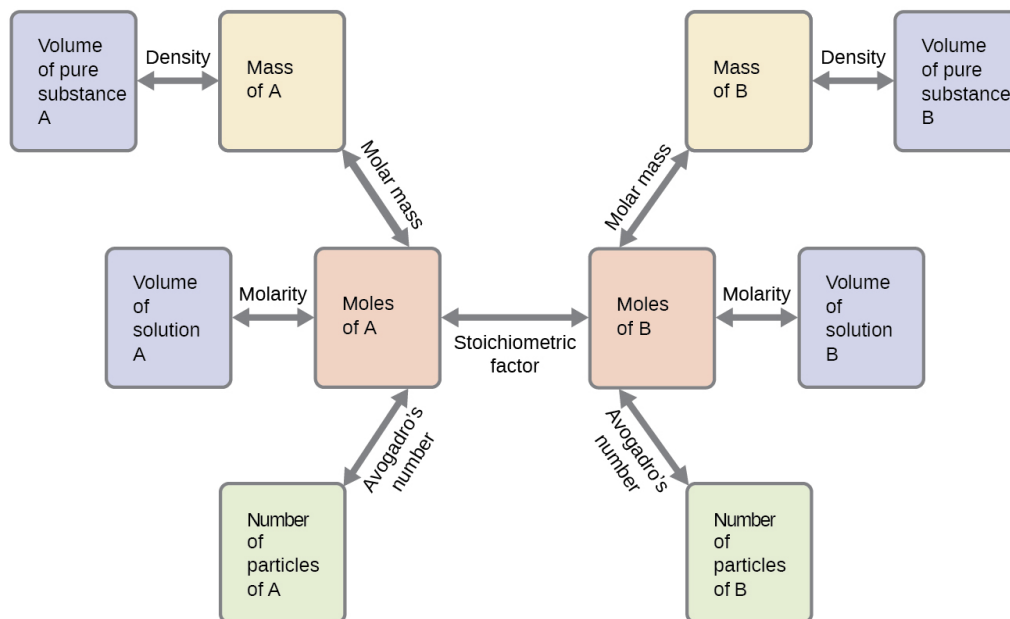 Volume
of pure
substance
A
Density
Mass
of A
Mass
of B
Density
Volume
of pure
substance
B
Molar mass
Molar mass
Volume
of
solution
A
Molarity
Moles
of A
Stoichiometric
factor
Moles
of B
Molarity
Volume
of
solution
B
Avogadro’s
number
Avogadro’s
number
Number
of
particles
of A
Number
of
particles
of B